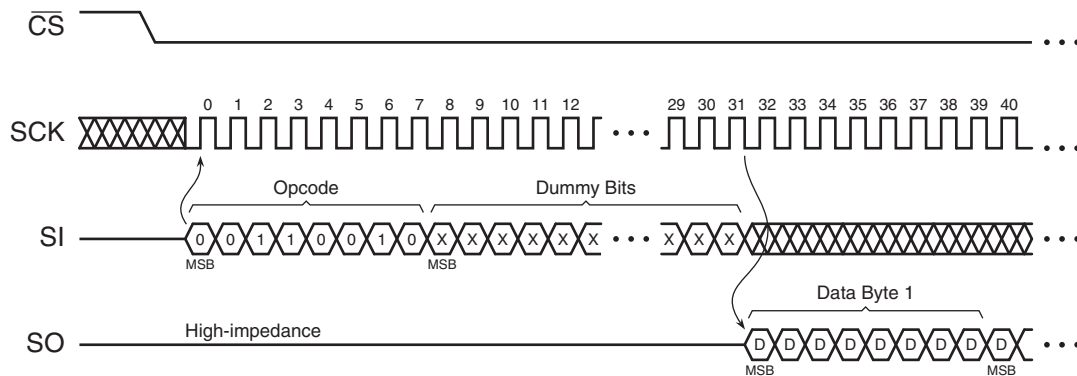 CS
0 1 2 3 4 5 6 7 8 9 10 11 12 29 30 31 32 33 34 35 36 37 38 39 40
SCK
Opcode Dummy Bits
SI 0 0 1 1 0 0 1 0 X X X X X X X X X
MSB MSB
Data Byte 1
High-impedance
SO D D D D D D D D D
MSB MSB